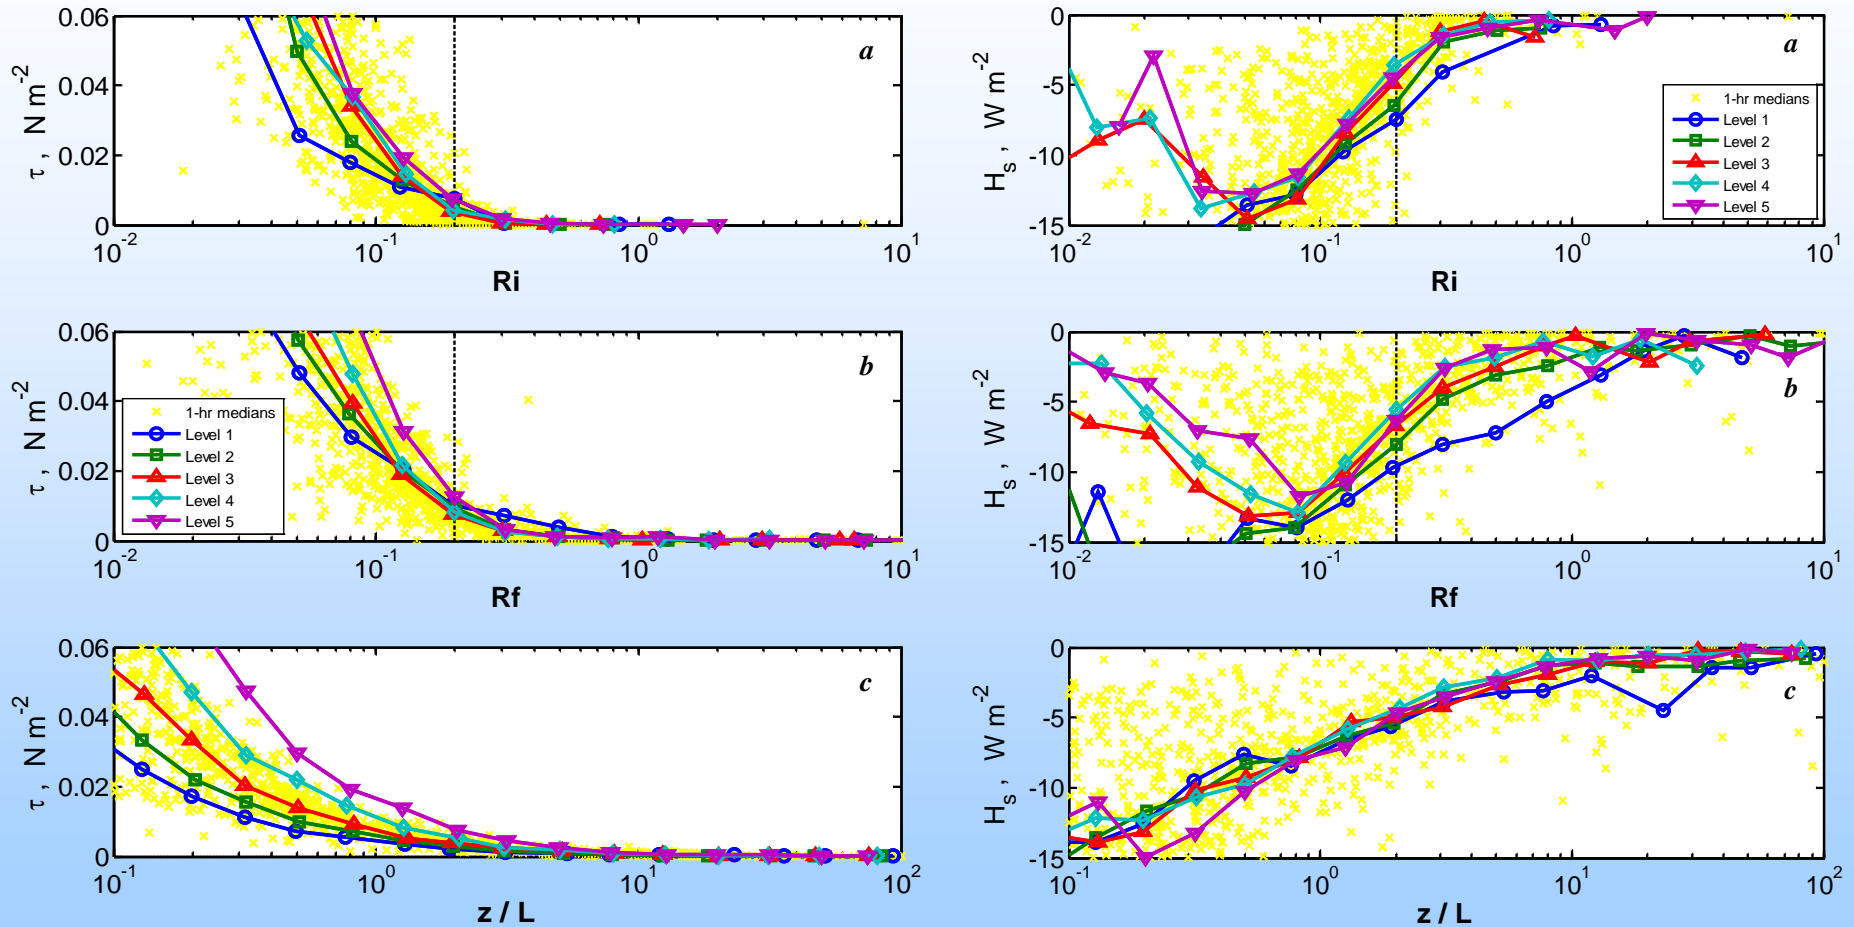 0.06
0.04
0.02
0
τ , N m-2
a
10-2
10-1
100
101
Ri
0.06
0.04
0.02
0
τ , N m-2
b
1-hr medians
Level 1
Level 2
Level 3
Level 4
Level 5
10-2
10-1
100
101
Rf
0.06
0.04
0.02
0
τ , N m-2
c
10-1
100
101
102
z / L
0
-5
-10
-15
Hs , W m-2
a
1-hr medians
Level 1
Level 2
Level 3
Level 4
Level 5
10-2
10-1
100
101
Ri
0
-5
-10
-15
Hs , W m-2
b
10-2
10-1
100
101
Rf
0
-5
-10
-15
Hs , W m-2
c
10-1
100
101
102
z / L